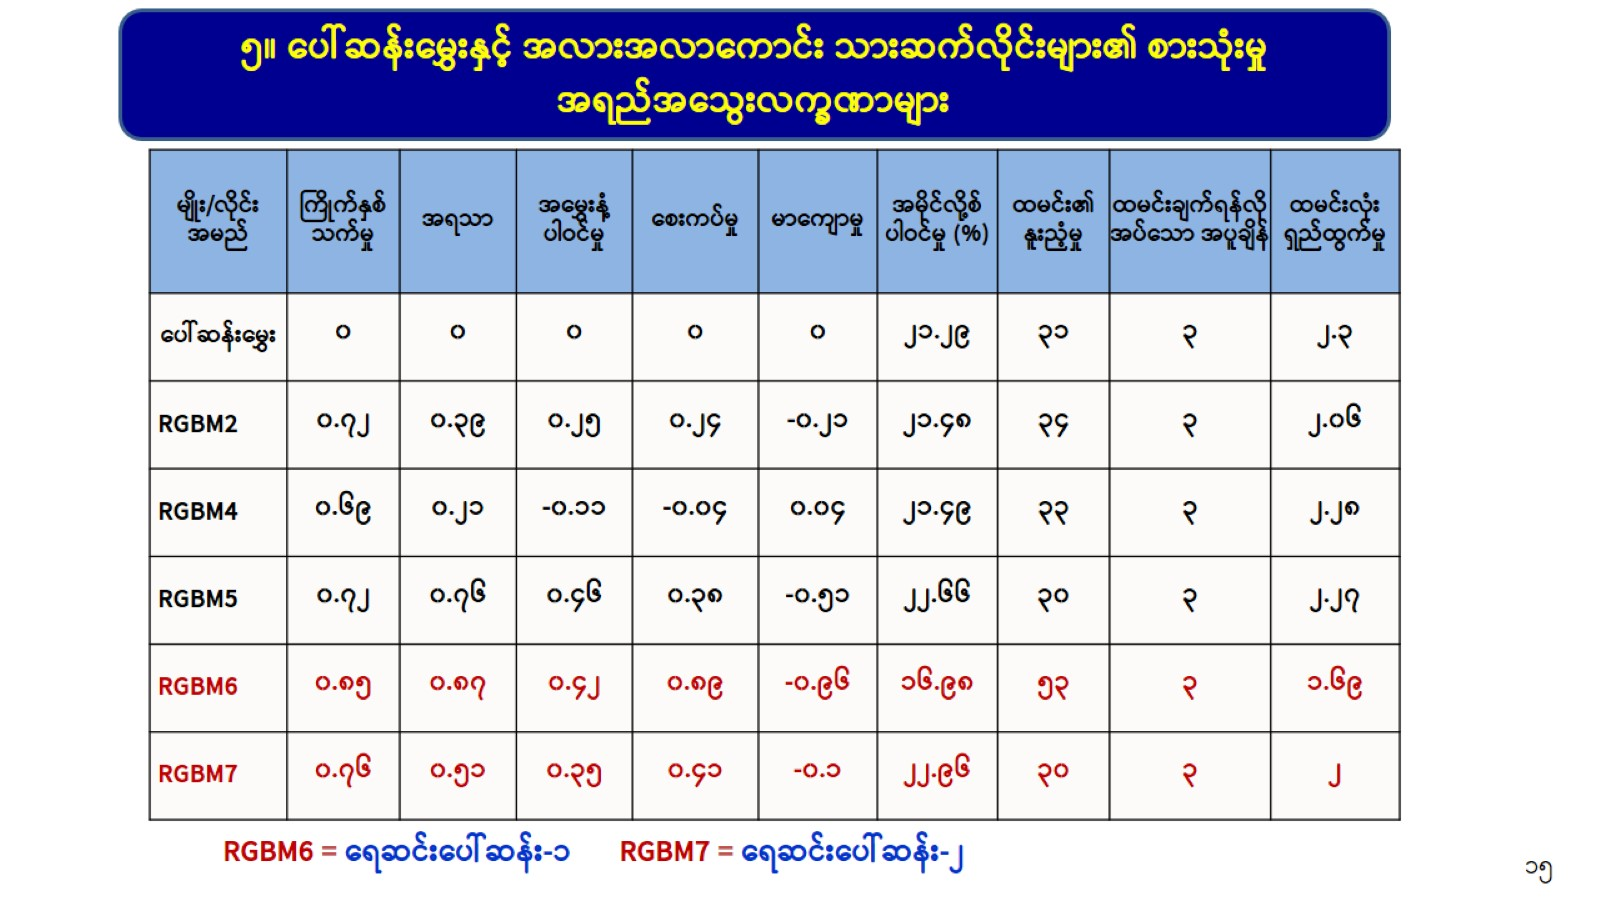 ၅။ ပေါ်ဆန်းမွှေးနှင့် အလားအလာကောင်း သားဆက်လိုင်းများ၏ စားသုံးမှု
အရည်အသွေးလက္ခဏာများ
မျိုး/လိုင်း အမည် ကြိုက်နှစ် သက်မှု အရသာ အမွှေးနံ့ ပါဝင်မှု စေးကပ်မှု မာကျောမှု အမိုင်လို့စ် ပါဝင်မှု (%) ထမင်း၏ နူးညံ့မှု ထမင်းချက်ရန်လို အပ်သော အပူချိန် ထမင်းလုံး ရှည်ထွက်မှု
ပေါ်ဆန်းမွှေး ၀ ၀ ၀ ၀ ၀ ၂၁.၂၉ ၃၁ ၃ ၂.၃
RGBM2 ၀.၇၂ ၀.၃၉ ၀.၂၅ ၀.၂၄ -၀.၂၁ ၂၁.၄၈ ၃၄ ၃ ၂.၀၆
RGBM4 ၀.၆၉ ၀.၂၁ -၀.၁၁ -၀.၀၄ ၀.၀၄ ၂၁.၄၉ ၃၃ ၃ ၂.၂၈
RGBM5 ၀.၇၂ ၀.၇၆ ၀.၄၆ ၀.၃၈ -၀.၅၁ ၂၂.၆၆ ၃၀ ၃ ၂.၂၇
RGBM6 ၀.၈၅ ၀.၈၇ ၀.၄၂ ၀.၈၉ -၀.၉၆ ၁၆.၉၈ ၅၃ ၃ ၁.၆၉
RGBM7 ၀.၇၆ ၀.၅၁ ၀.၃၅ ၀.၄၁ -၀.၁ ၂၂.၉၆ ၃၀ ၃ ၂
RGBM6 = ရေဆင်းပေါ်ဆန်း-၁ RGBM7 = ရေဆင်းပေါ်ဆန်း-၂
၁၅